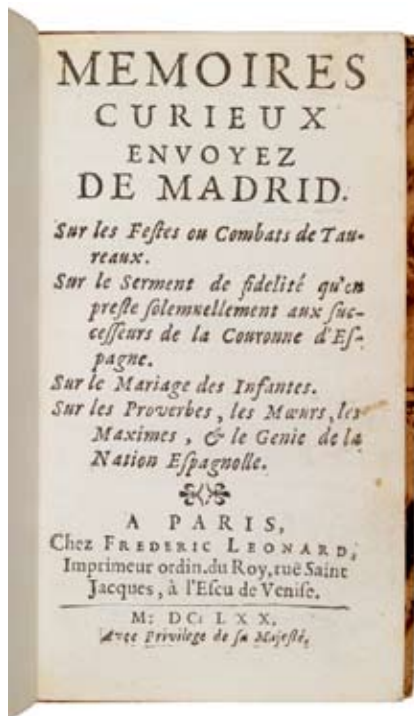 MEMOIRES
CURIEUX
ENVOYEZ
DE MADRID.
Sur les Feſtes ou Combats de Tau-
reaux.
Sur le Serment de fidelité qu'en
preſte ſolemnellement aux ſuc-
ceſſeurs de la Couronne d'Eſ-
pagne.
Sur le Mariage des Infantes.
Sur les Proverbes, les Mœurs, les
Maximes, & le Genie de la
Nation Eſpagnolle.
A PARIS,
Chez FREDERIC LEONARD,
Imprimeur ordin. du Roy, ruë Saint
Jacques, à l'Eſcu de Veniſe.
M. DC. LXX.
Avec Privilege de ſa Majeſté.